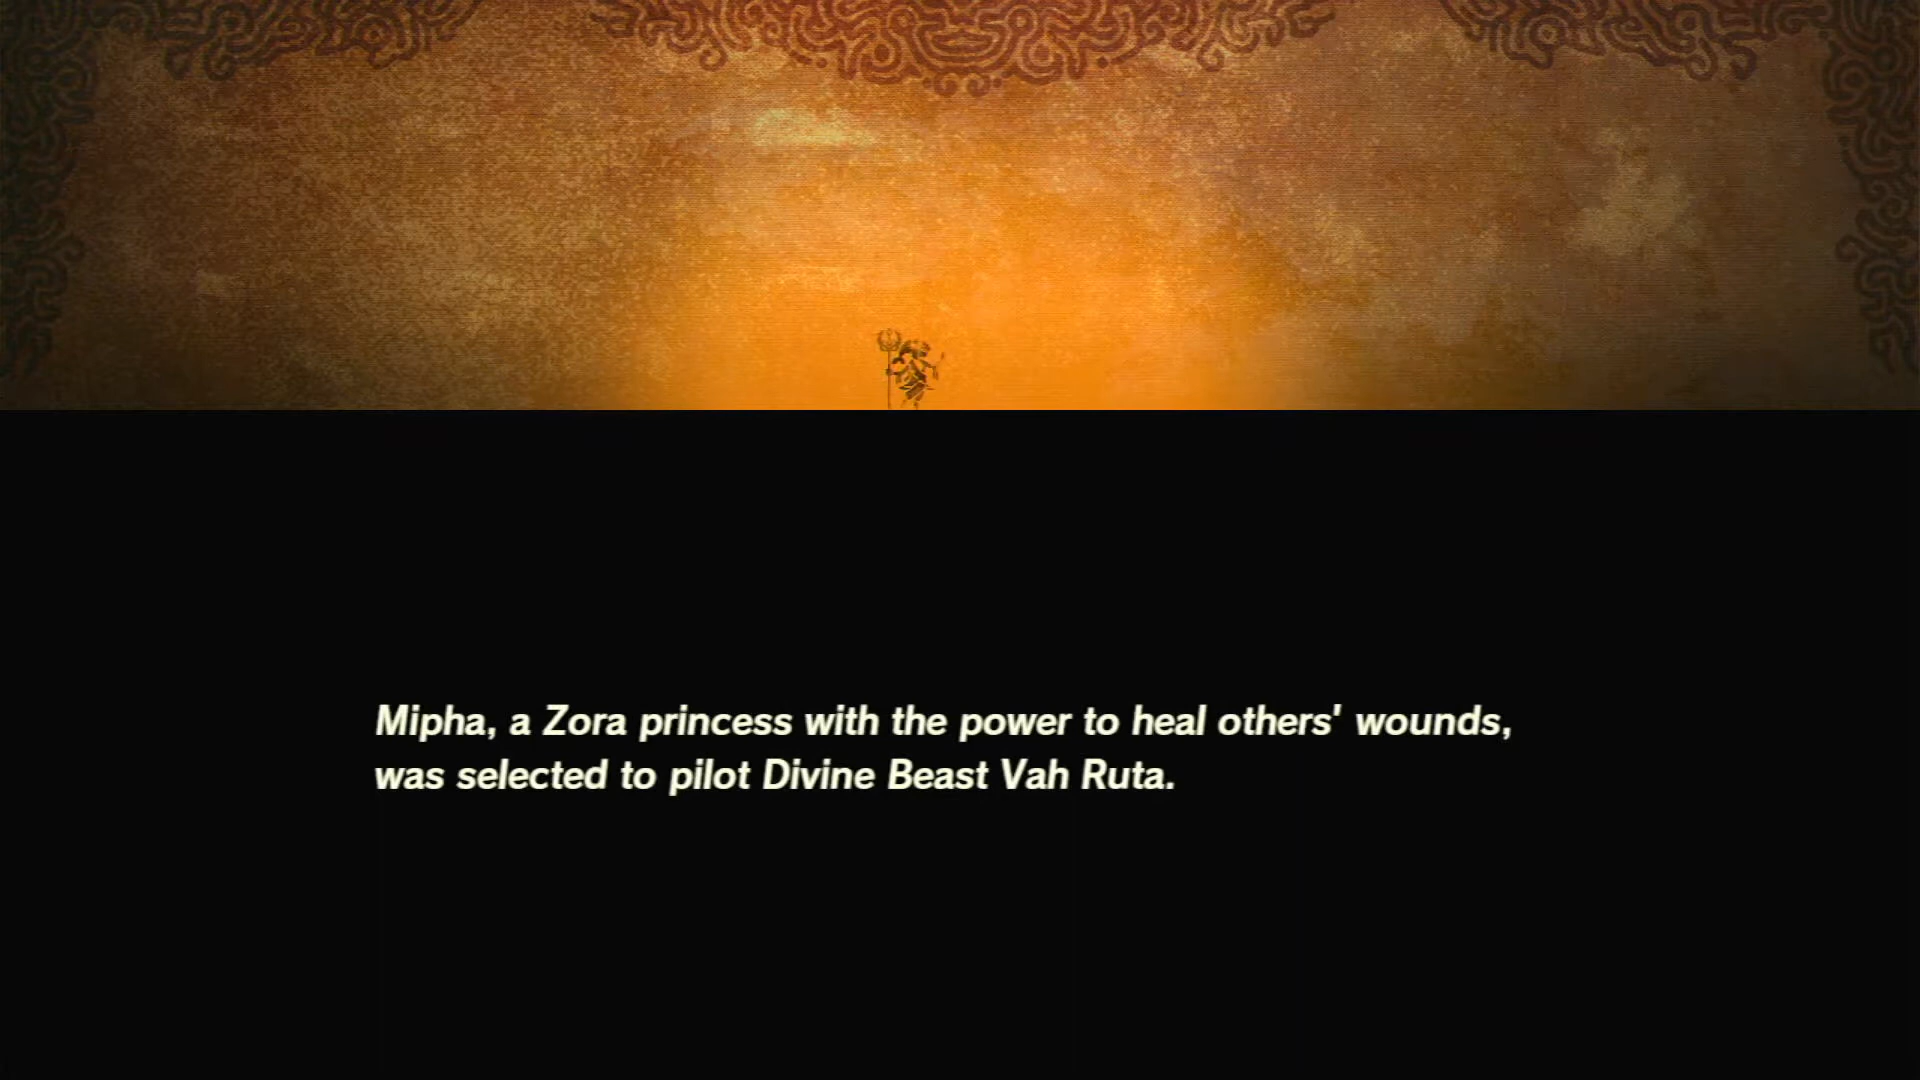 Mipha, a Zora princess with the power to heal others' wounds,
was selected to pilot Divine Beast Vah Ruta.